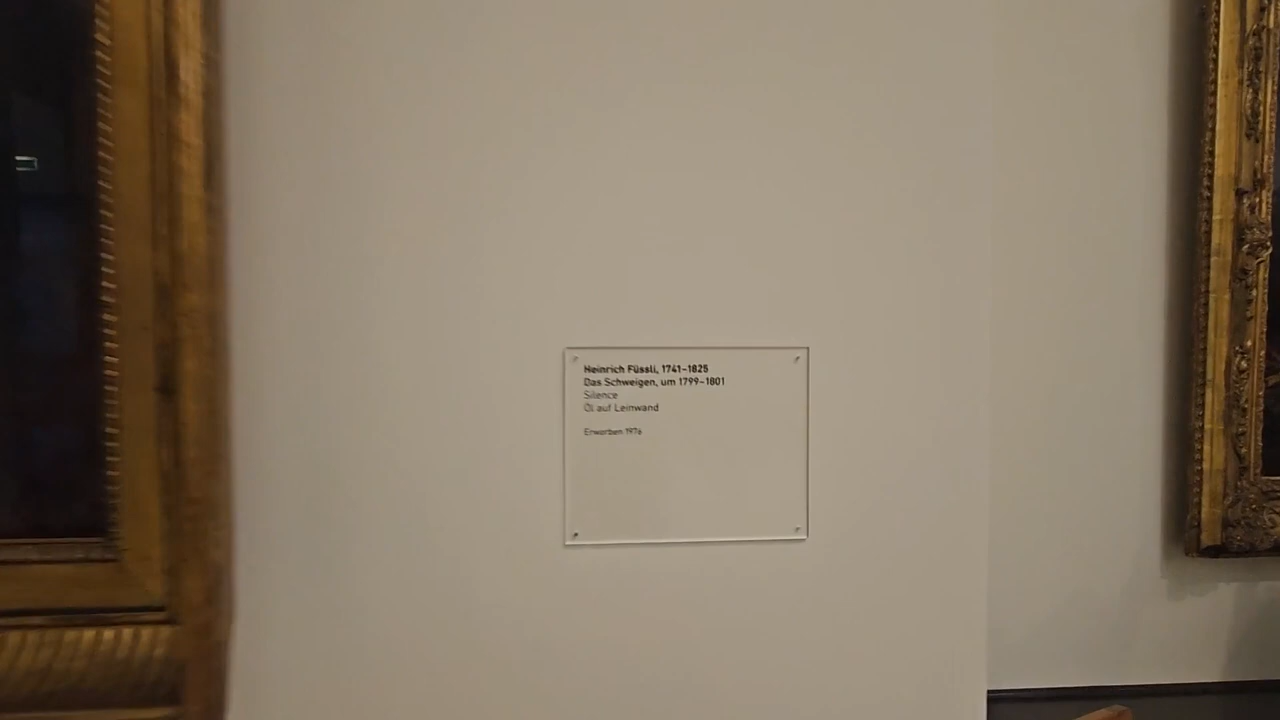 Heinrich Füssli, 1741–1825
Das Schweigen, um 1799–1801
Silence
Öl auf Leinwand
Erworben 1976